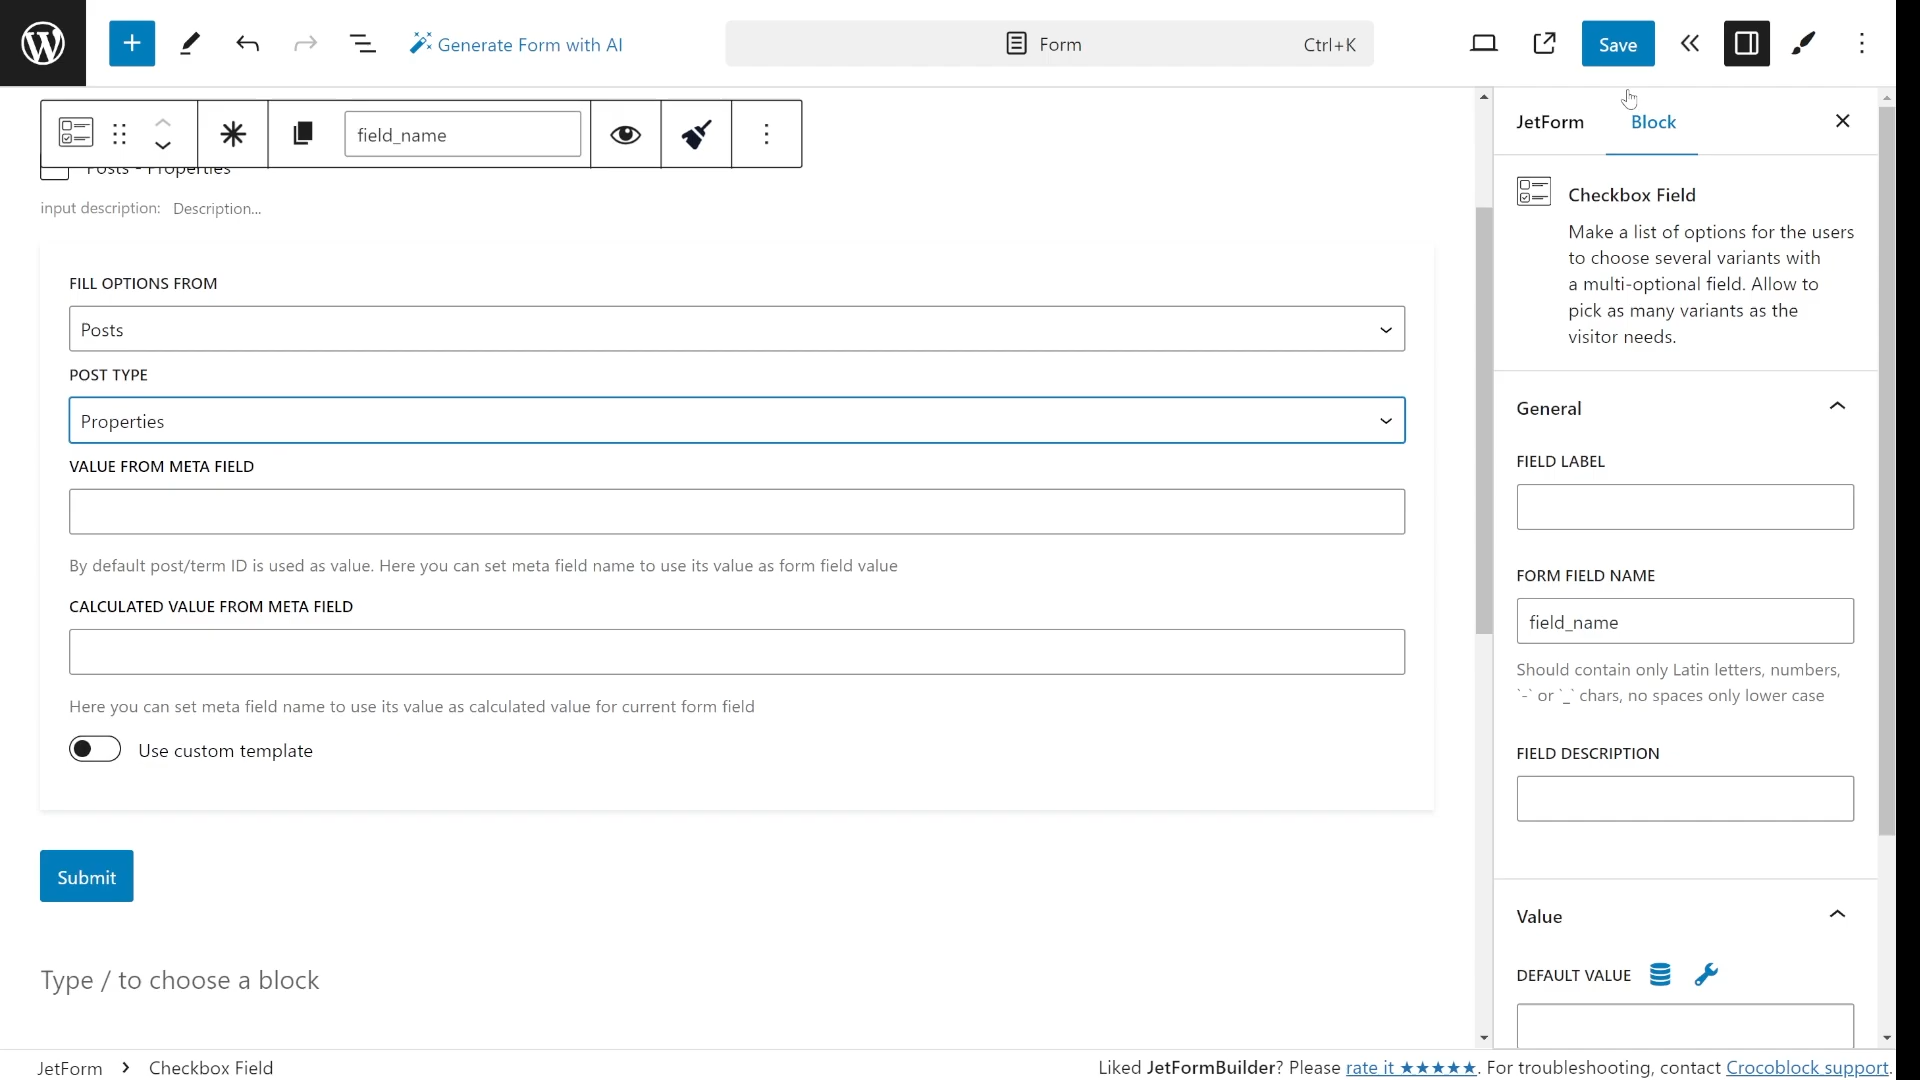 Generate Form with AI
Form
Ctrl+K
Save
field_name
Posts - Properties
input description: Description...
FILL OPTIONS FROM
Posts
POST TYPE
Properties
VALUE FROM META FIELD
By default post/term ID is used as value. Here you can set meta field name to use its value as form field value
CALCULATED VALUE FROM META FIELD
Here you can set meta field name to use its value as calculated value for current form field
Use custom template
Submit
Type / to choose a block
JetForm
Block
Checkbox Field
Make a list of options for the users
to choose several variants with
a multi-optional field. Allow to
pick as many variants as the
visitor needs.
General
FIELD LABEL
FORM FIELD NAME
field_name
Should contain only Latin letters, numbers,
`-` or `_` chars, no spaces only lower case
FIELD DESCRIPTION
Value
DEFAULT VALUE
JetForm > Checkbox Field
Liked JetFormBuilder? Please rate it ★★★★★. For troubleshooting, contact Crocoblock support.